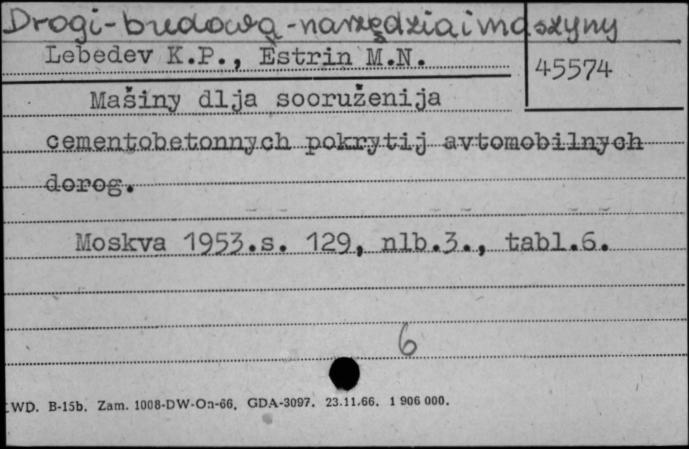 Drogi-budowa-narzędzia i maszyny
Lebedev K.P., Estrin M.N.
45574
Mašiny dlja sooruženija
cementobetonnych pokrytij avtomobilnych
dorog.
Moskva 1953.s. 129, nlb.3., tabl.6.
6
LWD. B-15b. Zam. 1008-DW-On-66. GDA-3097. 23.11.66. 1 906 000.